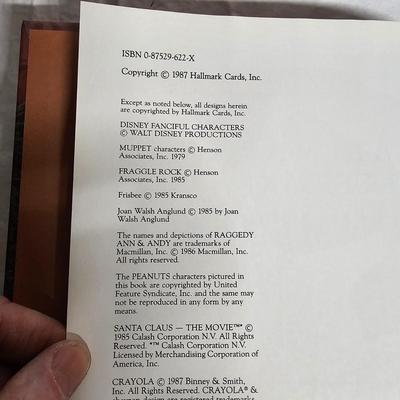 ISBN 0-87529-622-X
Copyright © 1987 Hallmark Cards, Inc.
Except as noted below, all designs herein
are copyrighted by Hallmark Cards, Inc.
DISNEY FANCIFUL CHARACTERS
© WALT DISNEY PRODUCTIONS
MUPPET characters © Henson
Associates, Inc. 1979
FRAGGLE ROCK © Henson
Associates, Inc. 1985
Frisbee © 1985 Kransco
Joan Walsh Anglund © 1985 by Joan
Walsh Anglund
The names and depictions of RAGGEDY
ANN & ANDY are trademarks of
Macmillan, Inc. © 1986 Macmillan, Inc.
All rights reserved.
The PEANUTS characters pictured in
this book are copyrighted by United
Feature Syndicate, Inc. and the same may
not be reproduced in any form by any
means.
SANTA CLAUS — THE MOVIE™ ©
1985 Calash Corporation N.V. All Rights
Reserved. *™ Calash Corporation N.V.
Licensed by Merchandising Corporation of
America, Inc.
CRAYOLA © 1987 Binney & Smith,
Inc. All Rights Reserved. CRAYOLA® &
design are registered trademarks